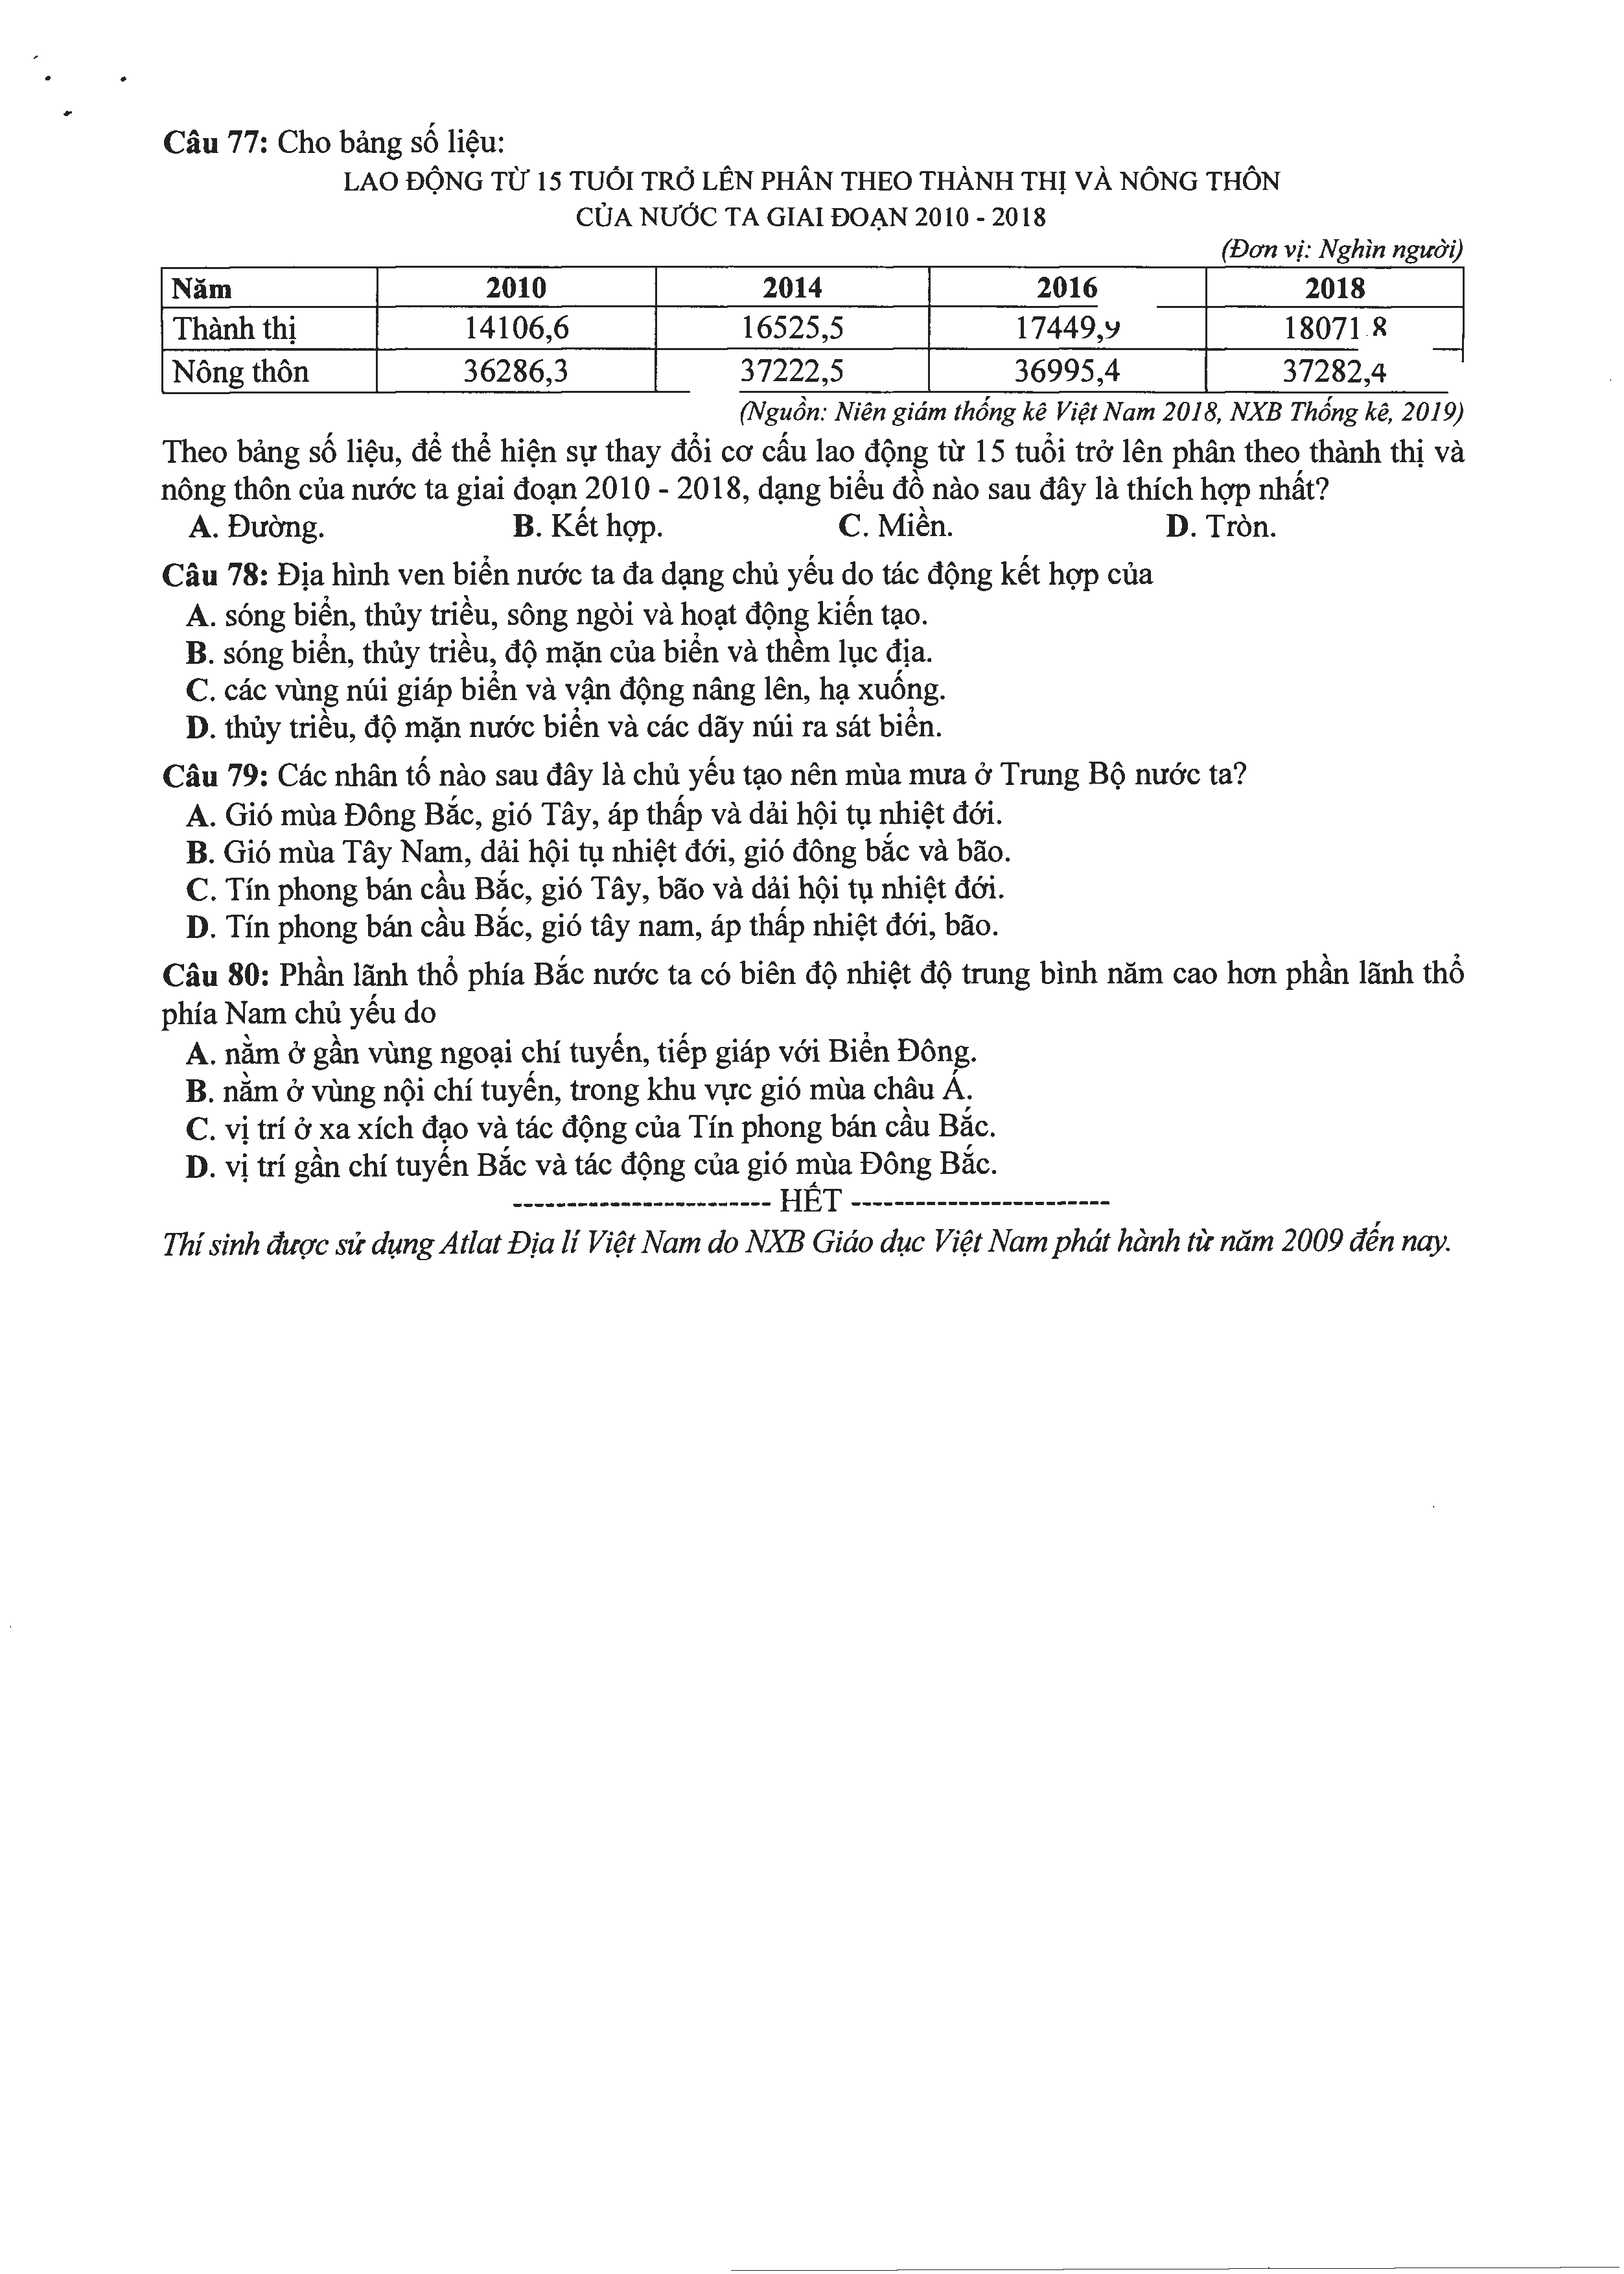 Câu 77: Cho bảng số liệu:
LAO ĐỘNG TỪ 15 TUỔI TRỞ LÊN PHÂN THEO THÀNH THỊ VÀ NÔNG THÔN
CỦA NƯỚC TA GIAI ĐOẠN 2010 - 2018
(Đơn vị: Nghìn người)
Năm 2010 2014 2016 2018
Thành thị 14106,6 16525,5 17449,9 18071 8
Nông thôn 36286,3 37222,5 36995,4 37282,4
(Nguồn: Niên giám thống kê Việt Nam 2018, NXB Thống kê, 2019)
Theo bảng số liệu, để thể hiện sự thay đổi cơ cấu lao động từ 15 tuổi trở lên phân theo thành thị và
nông thôn của nước ta giai đoạn 2010 - 2018, dạng biểu đồ nào sau đây là thích hợp nhất?
A. Đường. B. Kết hợp. C. Miền. D. Tròn.
Câu 78: Địa hình ven biển nước ta đa dạng chủ yếu do tác động kết hợp của
A. sóng biển, thủy triều, sông ngòi và hoạt động kiến tạo.
B. sóng biển, thủy triều, độ mặn của biển và thềm lục địa.
C. các vùng núi giáp biển và vận động nâng lên, hạ xuống.
D. thủy triều, độ mặn nước biển và các dãy núi ra sát biển.
Câu 79: Các nhân tố nào sau đây là chủ yếu tạo nên mùa mưa ở Trung Bộ nước ta?
A. Gió mùa Đông Bắc, gió Tây, áp thấp và dải hội tụ nhiệt đới.
B. Gió mùa Tây Nam, dải hội tụ nhiệt đới, gió đông bắc và bão.
C. Tín phong bán cầu Bắc, gió Tây, bão và dải hội tụ nhiệt đới.
D. Tín phong bán cầu Bắc, gió tây nam, áp thấp nhiệt đới, bão.
Câu 80: Phần lãnh thổ phía Bắc nước ta có biên độ nhiệt độ trung bình năm cao hơn phần lãnh thổ
phía Nam chủ yếu do
A. nằm ở gần vùng ngoại chí tuyến, tiếp giáp với Biển Đông.
B. nằm ở vùng nội chí tuyến, trong khu vực gió mùa châu Á.
C. vị trí ở xa xích đạo và tác động của Tín phong bán cầu Bắc.
D. vị trí gần chí tuyến Bắc và tác động của gió mùa Đông Bắc.
------------------------ HẾT ------------------------
Thí sinh được sử dụng Atlat Địa lí Việt Nam do NXB Giáo dục Việt Nam phát hành từ năm 2009 đến nay.